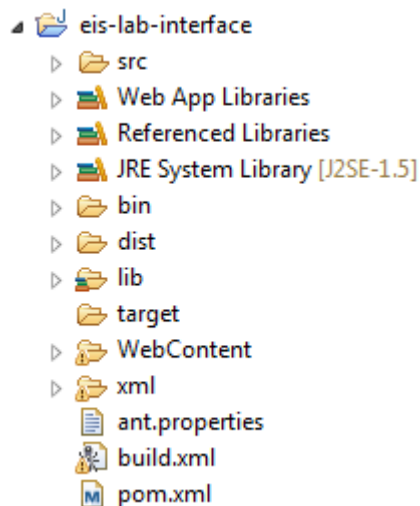 eis-lab-interface
src
Web App Libraries
Referenced Libraries
JRE System Library [J2SE-1.5]
bin
dist
lib
target
WebContent
xml
ant.properties
build.xml
pom.xml